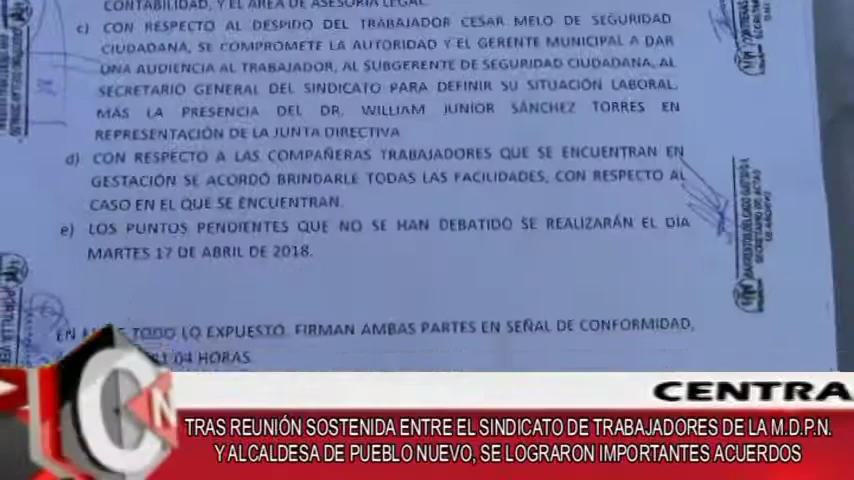 CONTABILIDAD, Y EL ÁREA DE ASESORÍA LEGAL.
c) CON RESPECTO AL DESPIDO DEL TRABAJADOR CESAR MELO DE SEGURIDAD
CIUDADANA, SE COMPROMETE LA AUTORIDAD Y EL GERENTE MUNICIPAL A DAR
UNA AUDIENCIA AL TRABAJADOR, AL SUBGERENTE DE SEGURIDAD CIUDADANA, AL
SECRETARIO GENERAL DEL SINDICATO PARA DEFINIR SU SITUACIÓN LABORAL,
MAS LA PRESENCIA DEL DR. WILLIAM JUNIOR SÁNCHEZ TORRES EN
REPRESENTACIÓN DE LA JUNTA DIRECTIVA
d) CON RESPECTO A LAS COMPAÑERAS TRABAJADORES QUE SE ENCUENTRAN EN
GESTACIÓN SE ACORDÓ BRINDARLE TODAS LAS FACILIDADES, CON RESPECTO AL
CASO EN EL QUE SE ENCUENTRAN.
e) LOS PUNTOS PENDIENTES QUE NO SE HAN DEBATIDO SE REALIZARÁN EL DÍA
MARTES 17 DE ABRIL DE 2018.
EN TODO LO EXPUESTO, FIRMAN AMBAS PARTES EN SEÑAL DE CONFORMIDAD,
04 HORAS.
CN
CENTRA
TRAS REUNIÓN SOSTENIDA ENTRE EL SINDICATO DE TRABAJADORES DE LA M.D.P.N.
Y ALCALDESA DE PUEBLO NUEVO, SE LOGRARON IMPORTANTES ACUERDOS